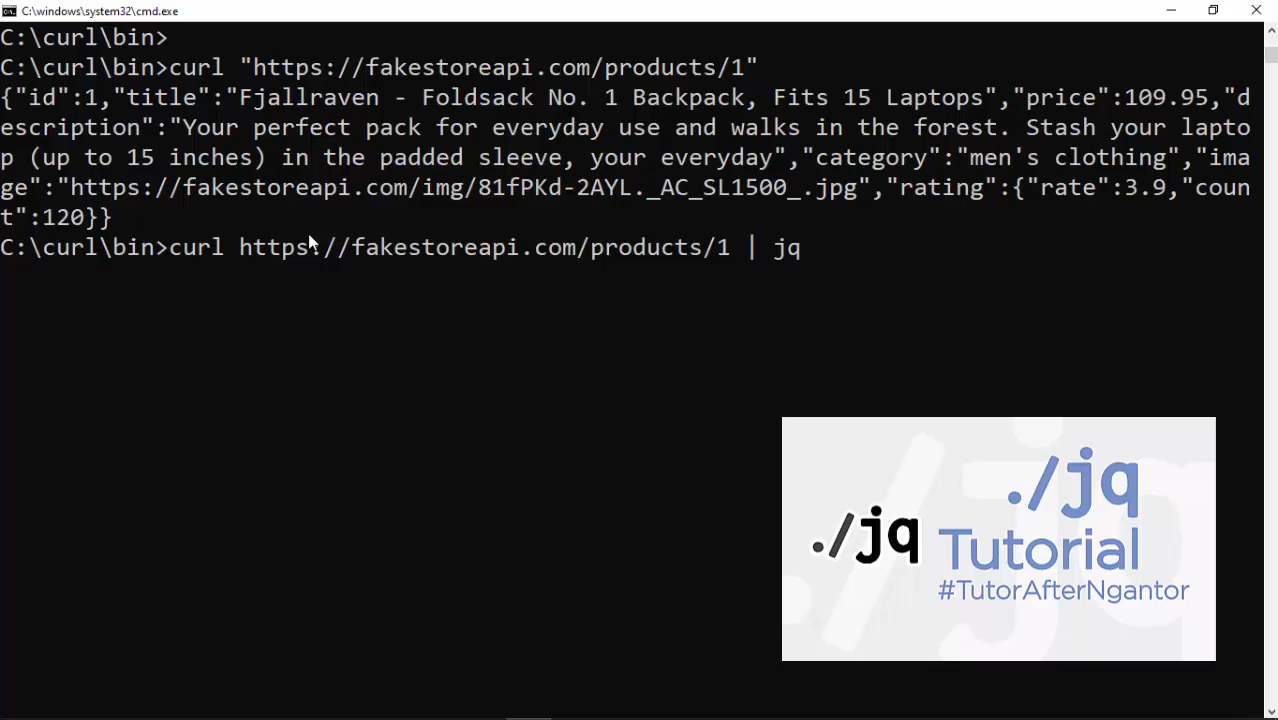 C:\windows\system32\cmd.exe
C:\curl\bin>
C:\curl\bin>curl "https://fakestoreapi.com/products/1"
{"id":1,"title":"Fjallraven - Foldsack No. 1 Backpack, Fits 15 Laptops","price":109.95,"d
escription":"Your perfect pack for everyday use and walks in the forest. Stash your lapto
p (up to 15 inches) in the padded sleeve, your everyday","category":"men's clothing","ima
ge":"https://fakestoreapi.com/img/81fPKd-2AYL._AC_SL1500_.jpg","rating":{"rate":3.9,"coun
t":120}}
C:\curl\bin>curl https://fakestoreapi.com/products/1 | jq
./jq
./jq
Tutorial
#TutorAfterNgantor